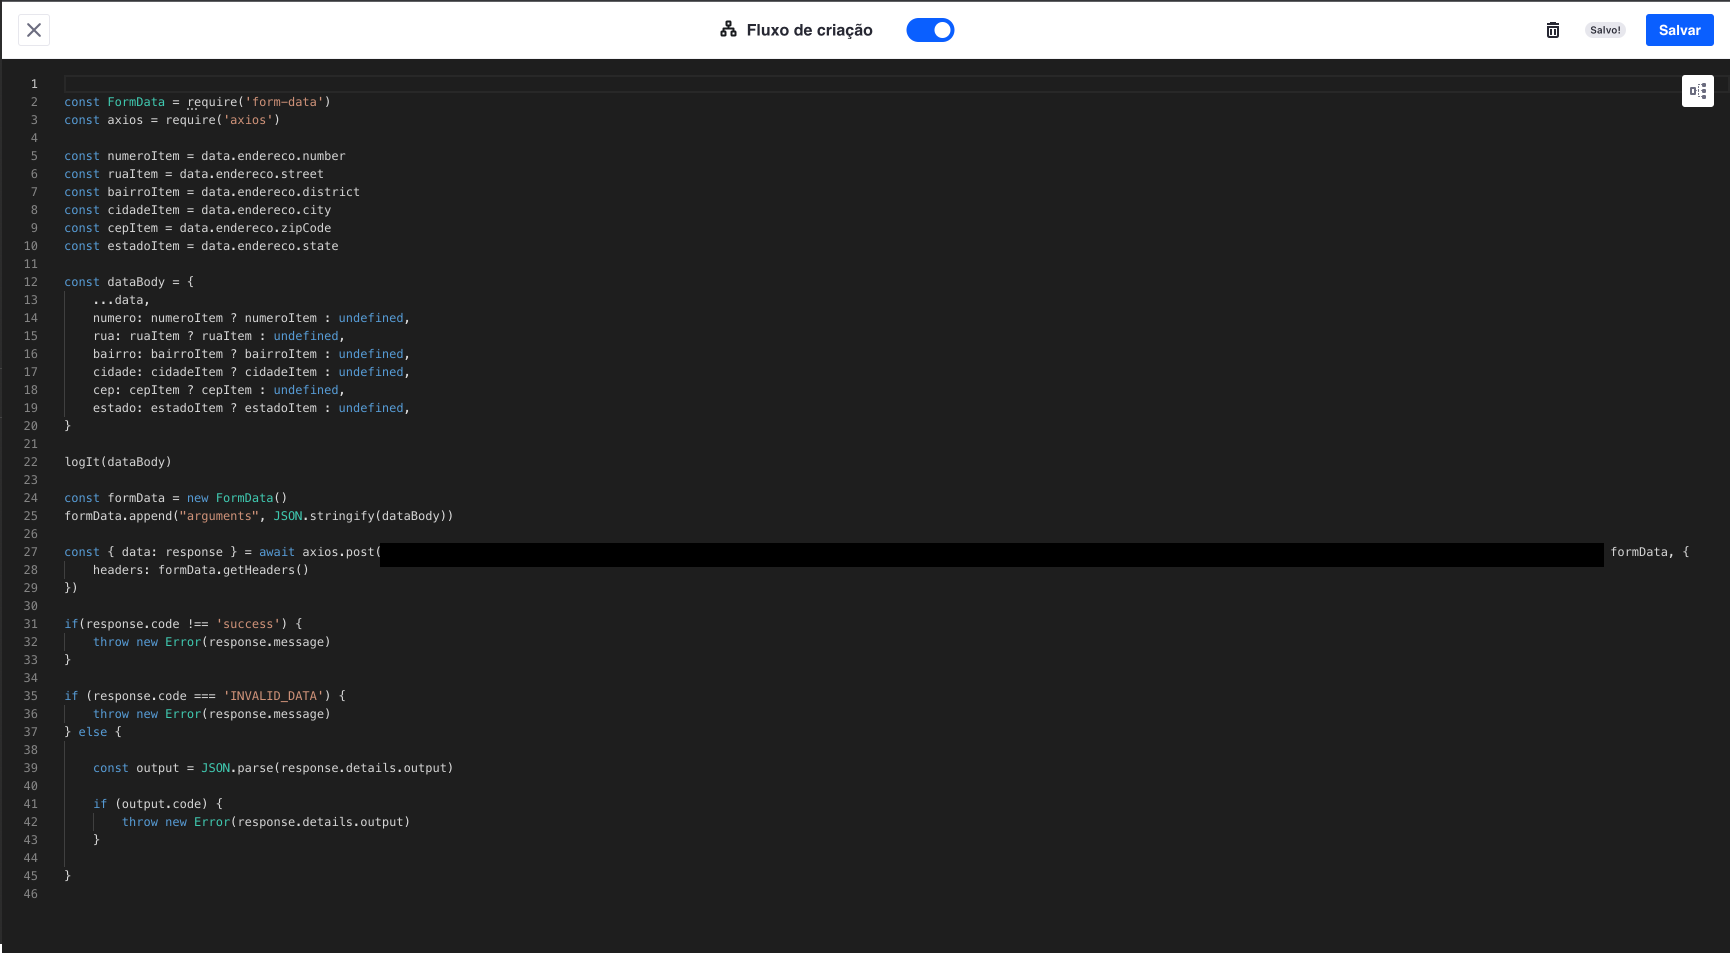 Fluxo de criação
Salvo!
Salvar
1
2 const FormData = require('form-data')
3 const axios = require('axios')
4
5 const numeroItem = data.endereco.number
6 const ruaItem = data.endereco.street
7 const bairroItem = data.endereco.district
8 const cidadeItem = data.endereco.city
9 const cepItem = data.endereco.zipCode
10 const estadoItem = data.endereco.state
11
12 const dataBody = {
13     ...data,
14     numero: numeroItem ? numeroItem : undefined,
15     rua: ruaItem ? ruaItem : undefined,
16     bairro: bairroItem ? bairroItem : undefined,
17     cidade: cidadeItem ? cidadeItem : undefined,
18     cep: cepItem ? cepItem : undefined,
19     estado: estadoItem ? estadoItem : undefined,
20 }
21
22 logIt(dataBody)
23
24 const formData = new FormData()
25 formData.append("arguments", JSON.stringify(dataBody))
26
27 const { data: response } = await axios.post( formData, {
28     headers: formData.getHeaders()
29 })
30
31 if(response.code !== 'success') {
32     throw new Error(response.message)
33 }
34
35 if (response.code === 'INVALID_DATA') {
36     throw new Error(response.message)
37 } else {
38
39     const output = JSON.parse(response.details.output)
40
41     if (output.code) {
42         throw new Error(response.details.output)
43     }
44
45 }
46